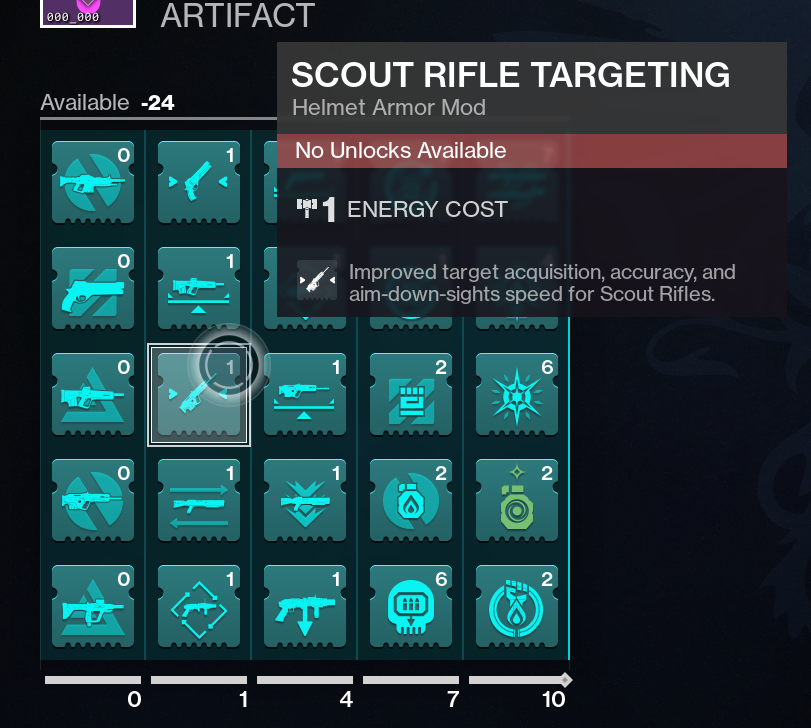 000_000
ARTIFACT
Available -24
SCOUT RIFLE TARGETING
Helmet Armor Mod
No Unlocks Available
1 ENERGY COST
Improved target acquisition, accuracy, and
aim-down-sights speed for Scout Rifles.
0 1
0 1
0 1 1 2 6
0 1 1 2 2
0 1 1 6 2
0 1 4 7 10